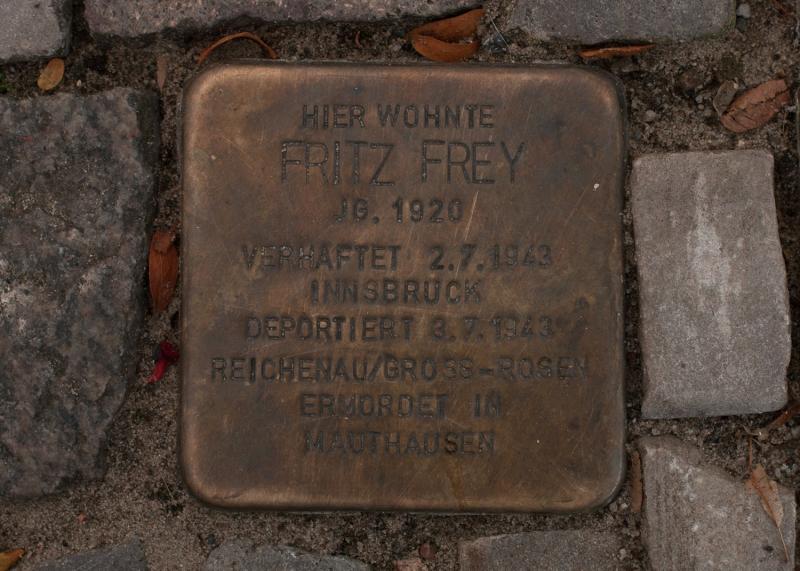 HIER WOHNTE
FRITZ FREY
JG. 1920
VERHAFTET 2.7.1943
INNSBRUCK
DEPORTIERT 3.7.1943
REICHENAU/GROSS-ROSEN
ERMORDET IN
MAUTHAUSEN